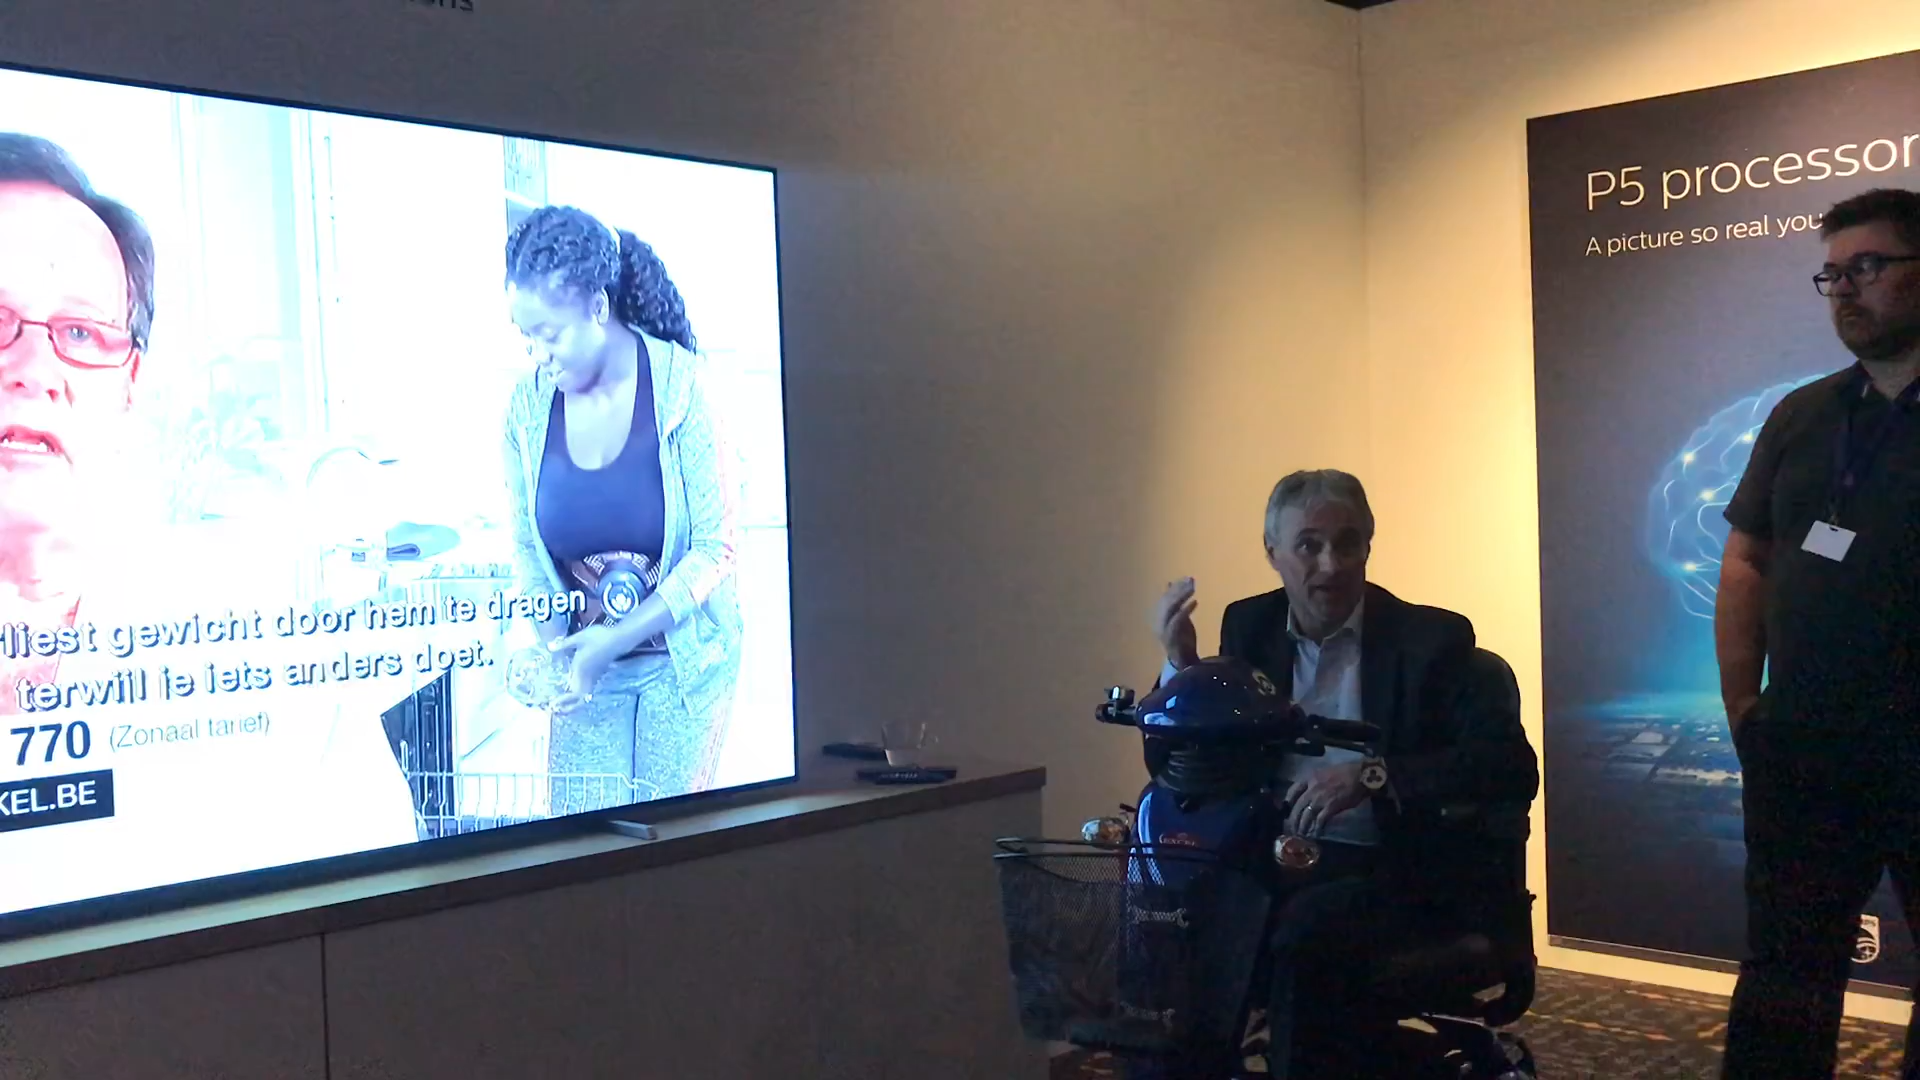 liest gewicht door hem te dragen
terwijl je iets anders doet.
770 (Zonaal tarief)
KEL.BE
P5 processor
A picture so real you